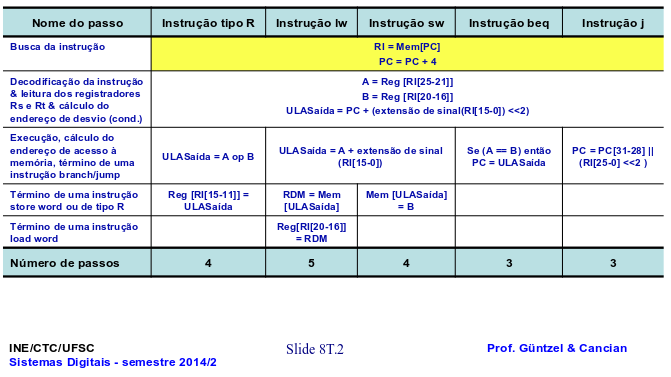 Nome do passo Instrução tipo R Instrução lw Instrução sw Instrução beq Instrução j
Busca da instrução
RI = Mem[PC]
PC = PC + 4
Decodificação da instrução
& leitura dos registradores
Rs e Rt & cálculo do
endereço de desvio (cond.)
A = Reg [RI[25-21]]
B = Reg [RI[20-16]]
ULASaída = PC + (extensão de sinal(RI[15-0]) <<2)
Execução, cálculo do
endereço de acesso à
memória, término de uma
instrução branch/jump
ULASaída = A op B
ULASaída = A + extensão de sinal
(RI[15-0])
Se (A == B) então
PC = ULASaída
PC = PC[31-28] ||
(RI[25-0] <<2 )
Término de uma instrução
store word ou de tipo R
Reg [RI[15-11]] =
ULASaída
RDM = Mem
[ULASaída]
Mem [ULASaída]
= B
Término de uma instrução
load word
Reg[RI[20-16]]
= RDM
Número de passos 4 5 4 3 3
INE/CTC/UFSC
Sistemas Digitais - semestre 2014/2
Slide 8T.2
Prof. Güntzel & Cancian